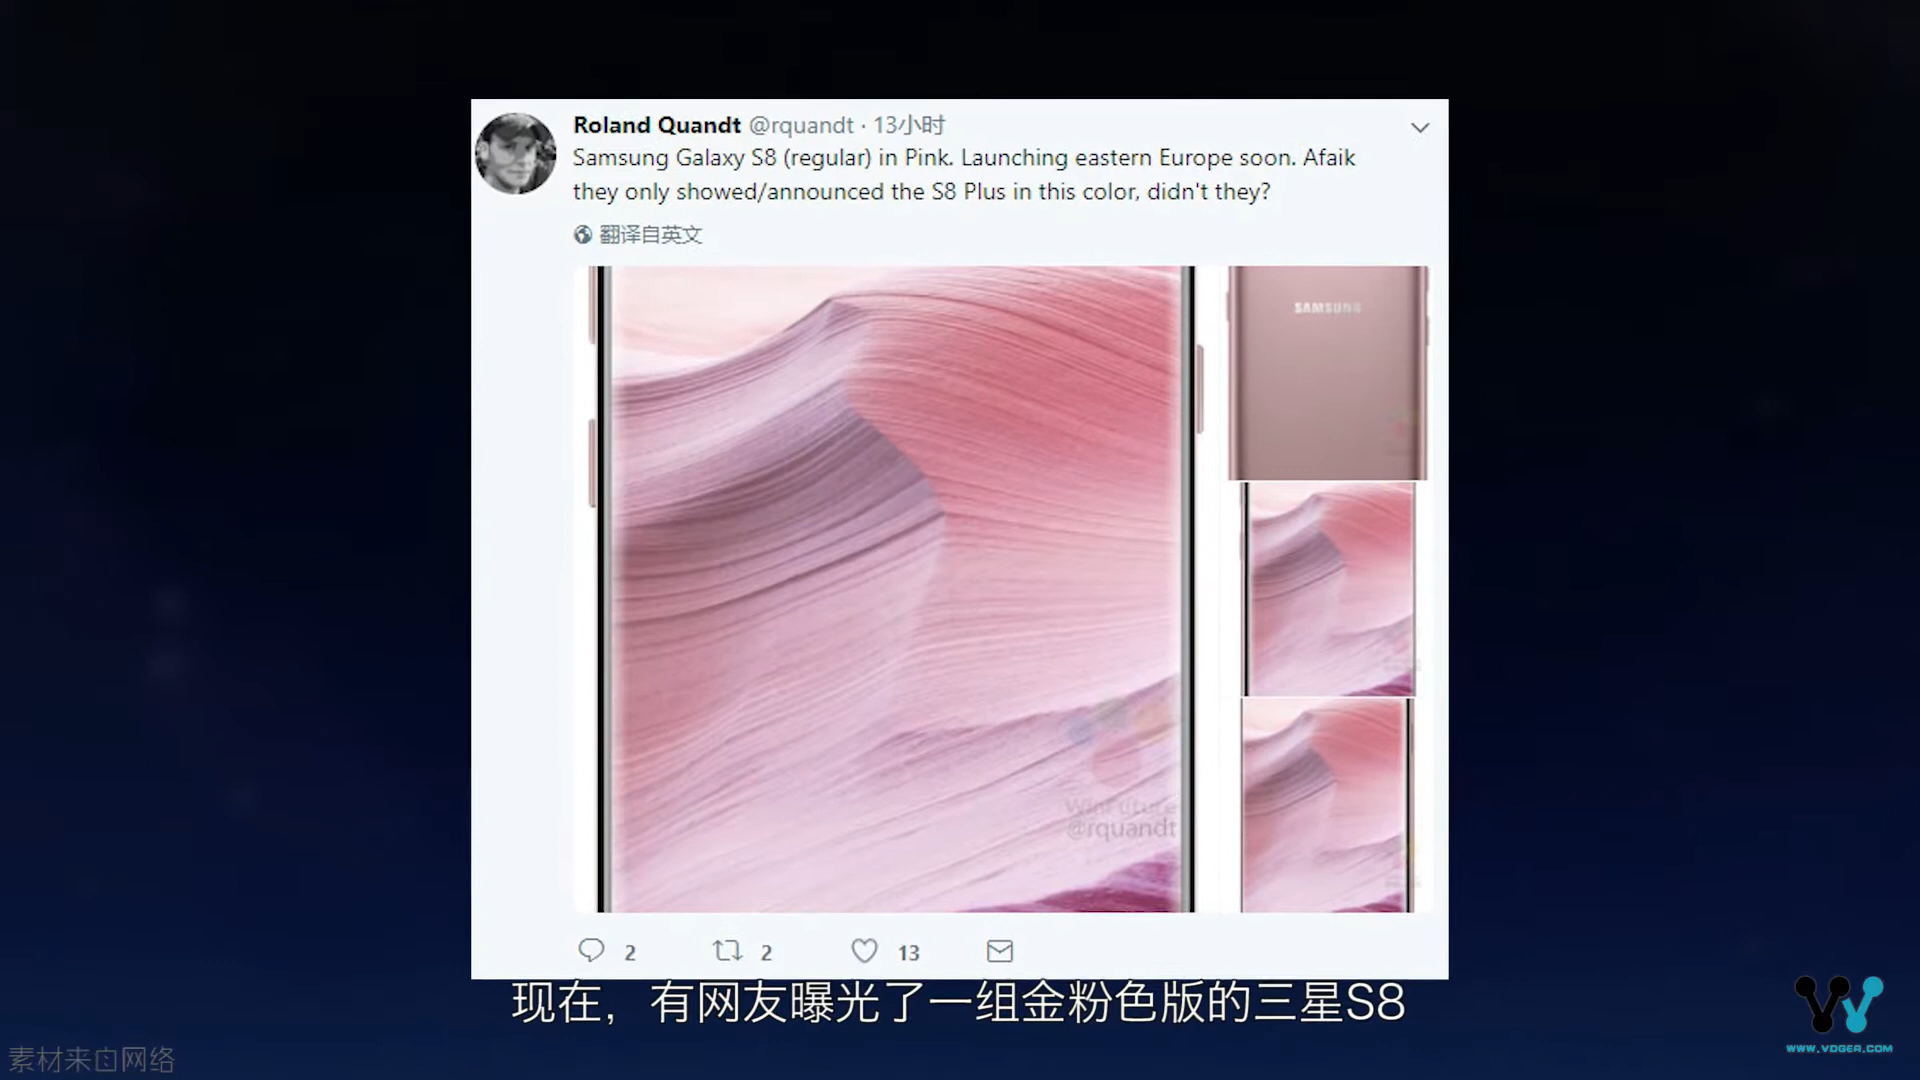 Roland Quandt @rquandt · 13小时
Samsung Galaxy S8 (regular) in Pink. Launching eastern Europe soon. Afaik
they only showed/announced the S8 Plus in this color, didn't they?
翻译自英文
SAMSUNG
WinFuture
@rquandt
2 2 13
现在，有网友曝光了一组金粉色版的三星S8
素材来自网络
WWW.VDGER.COM